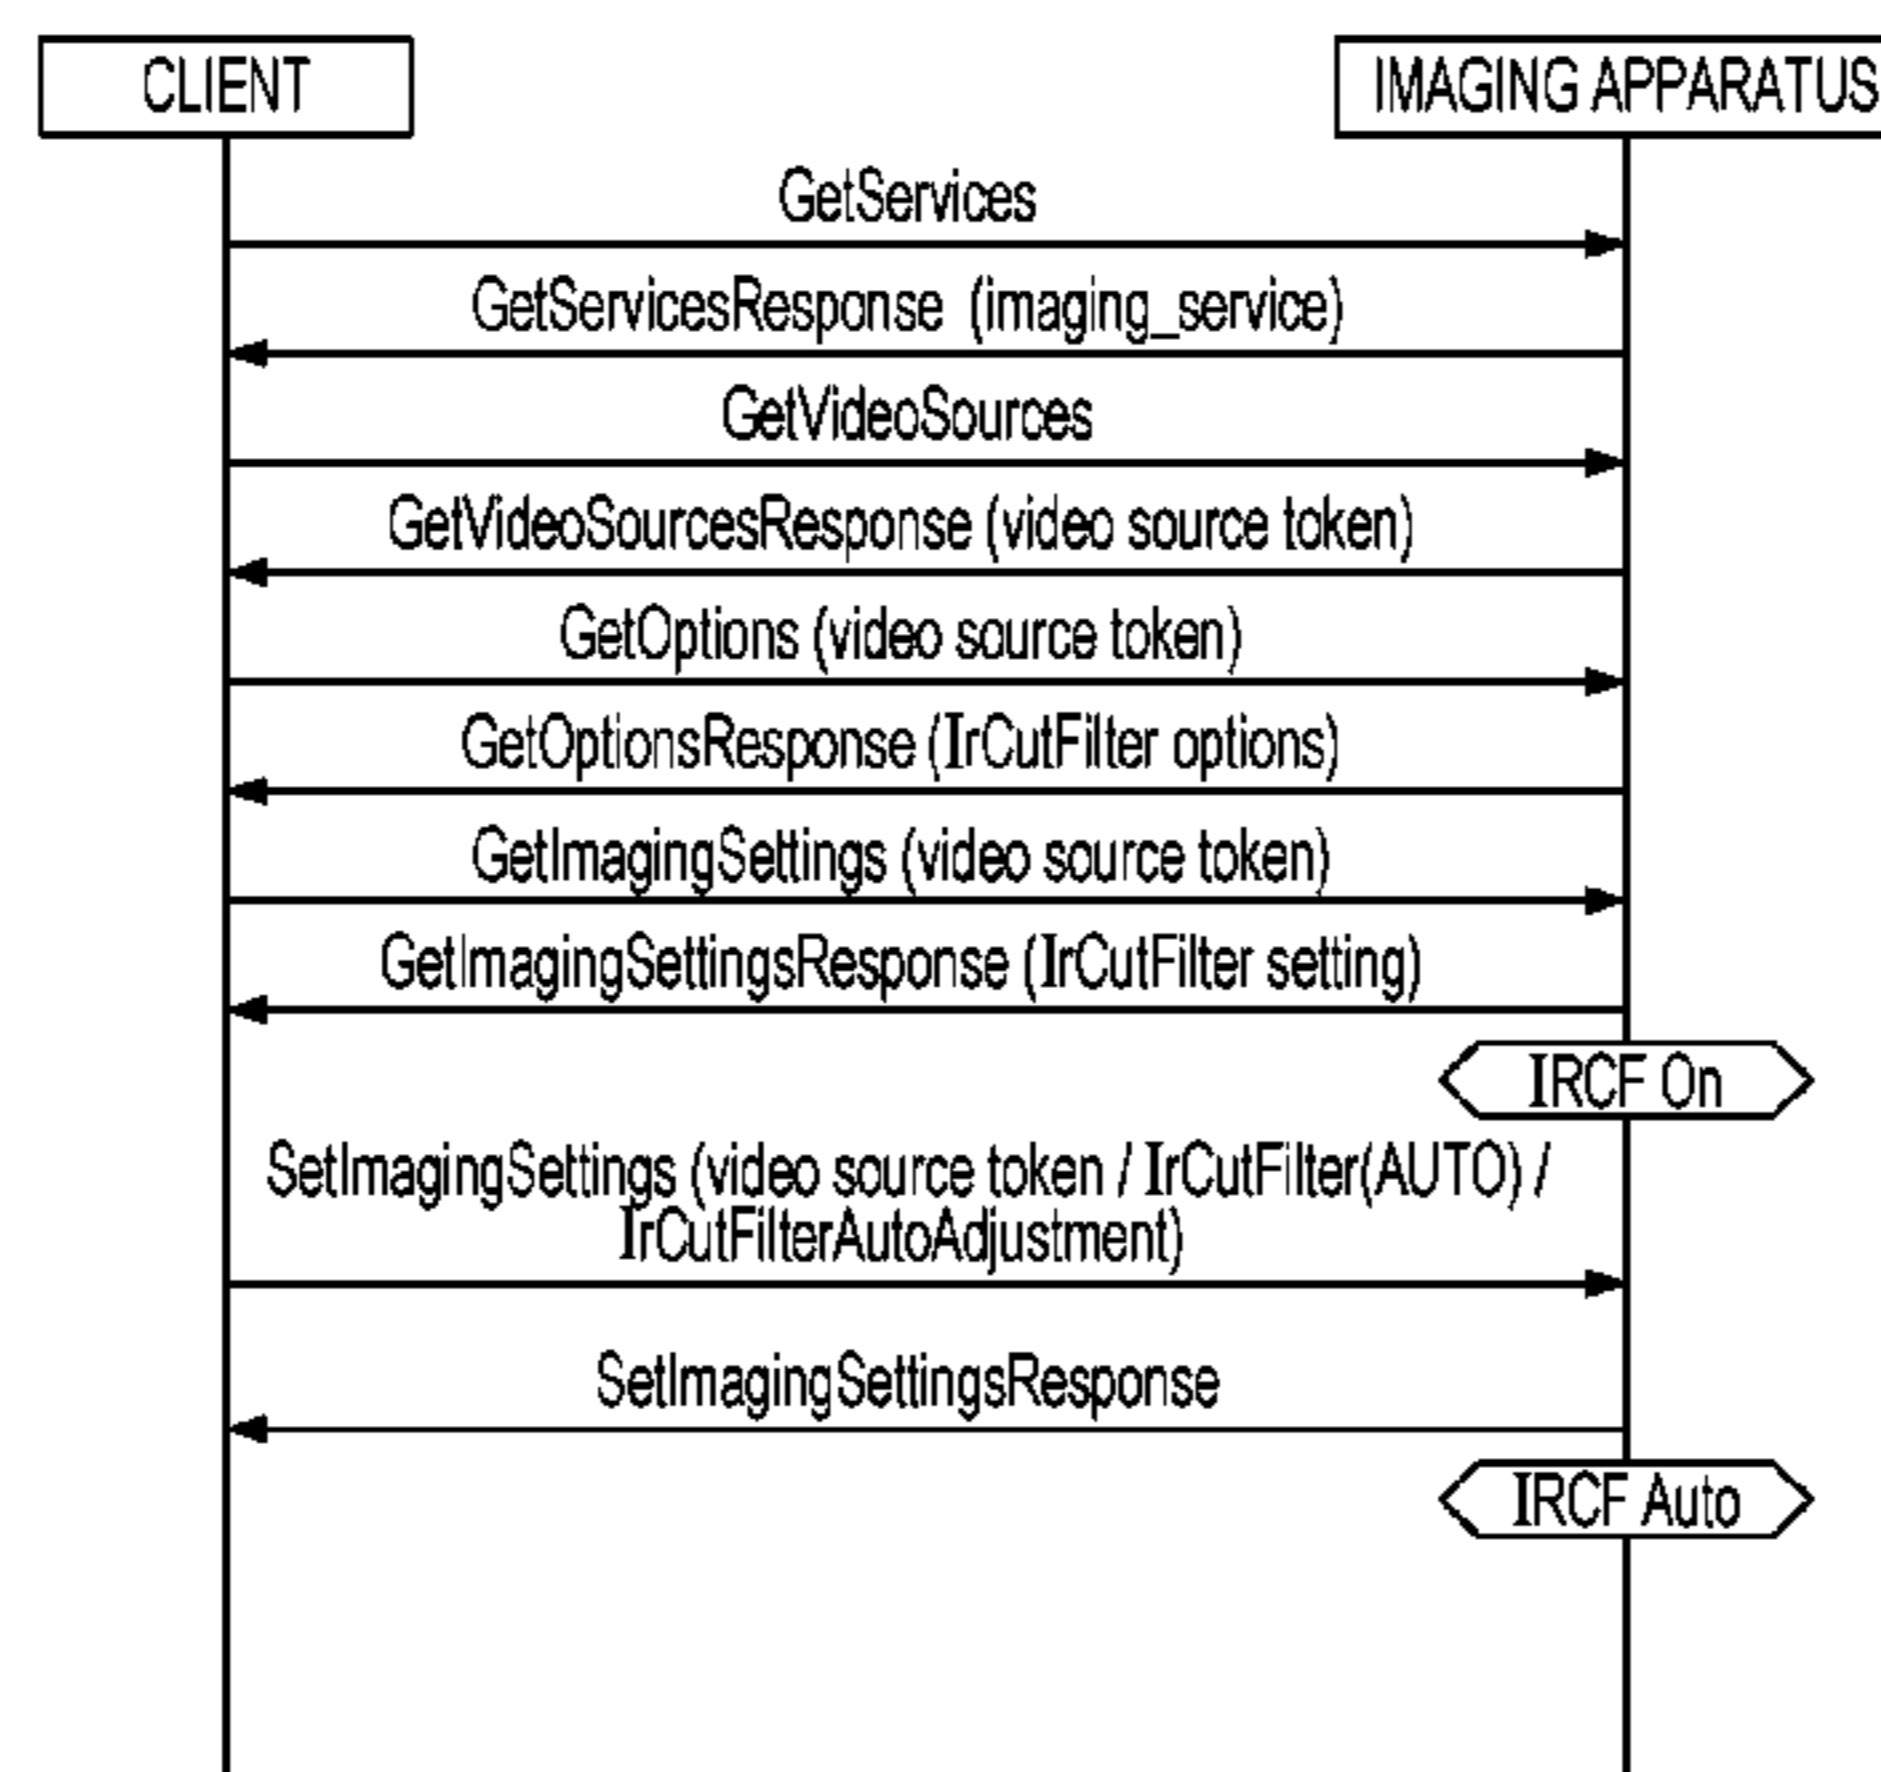 CLIENT
IMAGING APPARATUS
GetServices
GetServicesResponse (imaging_service)
GetVideoSources
GetVideoSourcesResponse (video source token)
GetOptions (video source token)
GetOptionsResponse (IrCutFilter options)
GetImagingSettings (video source token)
GetImagingSettingsResponse (IrCutFilter setting)
IRCF On
SetImagingSettings (video source token / IrCutFilter(AUTO) /
IrCutFilterAutoAdjustment)
SetImagingSettingsResponse
IRCF Auto